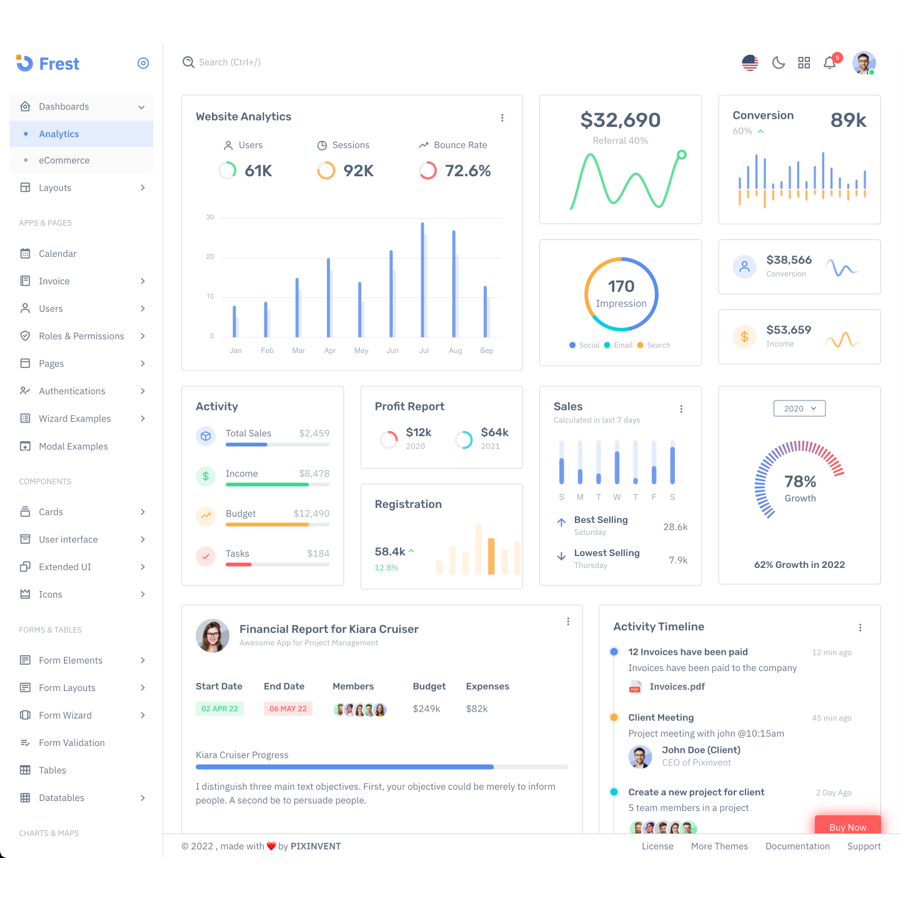 Frest
Search (Ctrl+/)
5
Dashboards
Analytics
eCommerce
Layouts
APPS & PAGES
Calendar
Invoice
Users
Roles & Permissions
Pages
Authentications
Wizard Examples
Modal Examples
COMPONENTS
Cards
User interface
Extended UI
Icons
FORMS & TABLES
Form Elements
Form Layouts
Form Wizard
Form Validation
Tables
Datatables
CHARTS & MAPS
Website Analytics
Users
61K
Sessions
92K
Bounce Rate
72.6%
30
20
10
0
Jan Feb Mar Apr May Jun Jul Aug Sep
$32,690
Referral 40%
Conversion
60%
89k
170
Impression
Social Email Search
$38,566
Conversion
$53,659
Income
Activity
Total Sales $2,459
Income $8,478
Budget $12,490
Tasks $184
Profit Report
$12k
2020
$64k
2021
Registration
58.4k
12.8%
Sales
Calculated in last 7 days
S M T W T F S
Best Selling
Saturday
28.6k
Lowest Selling
Thursday
7.9k
2020
78%
Growth
62% Growth in 2022
Financial Report for Kiara Cruiser
Awesome App for Project Management
Start Date End Date Members Budget Expenses
02 APR 22 06 MAY 22 $249k $82k
Kiara Cruiser Progress
I distinguish three main text objectives. First, your objective could be merely to inform
people. A second be to persuade people.
Activity Timeline
12 Invoices have been paid 12 min ago
Invoices have been paid to the company
PDF
Invoices.pdf
Client Meeting 45 min ago
Project meeting with john @10:15am
John Doe (Client)
CEO of Pixinvent
Create a new project for client 2 Day Ago
5 team members in a project
Buy Now
© 2022 , made with ❤ by PIXINVENT
License More Themes Documentation Support